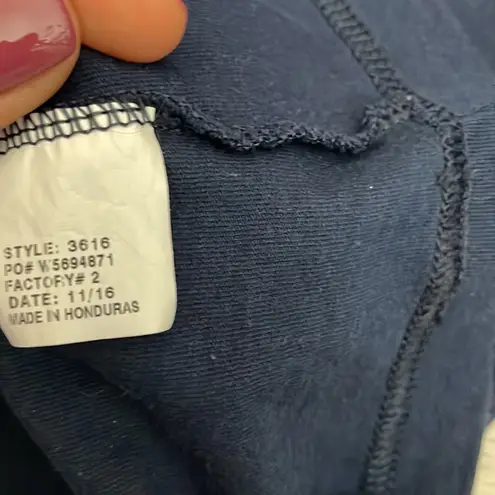 STYLE: 3616
PO# W5694871
FACTORY# 2
DATE: 11/16
MADE IN HONDURAS